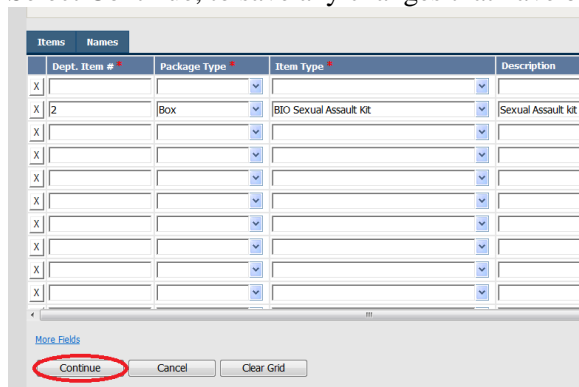 Items Names
Dept. Item # * Package Type * Item Type * Description
X
X 2 Box BIO Sexual Assault Kit Sexual Assault kit
X
X
X
X
X
X
X
X
More Fields
Continue Cancel Clear Grid